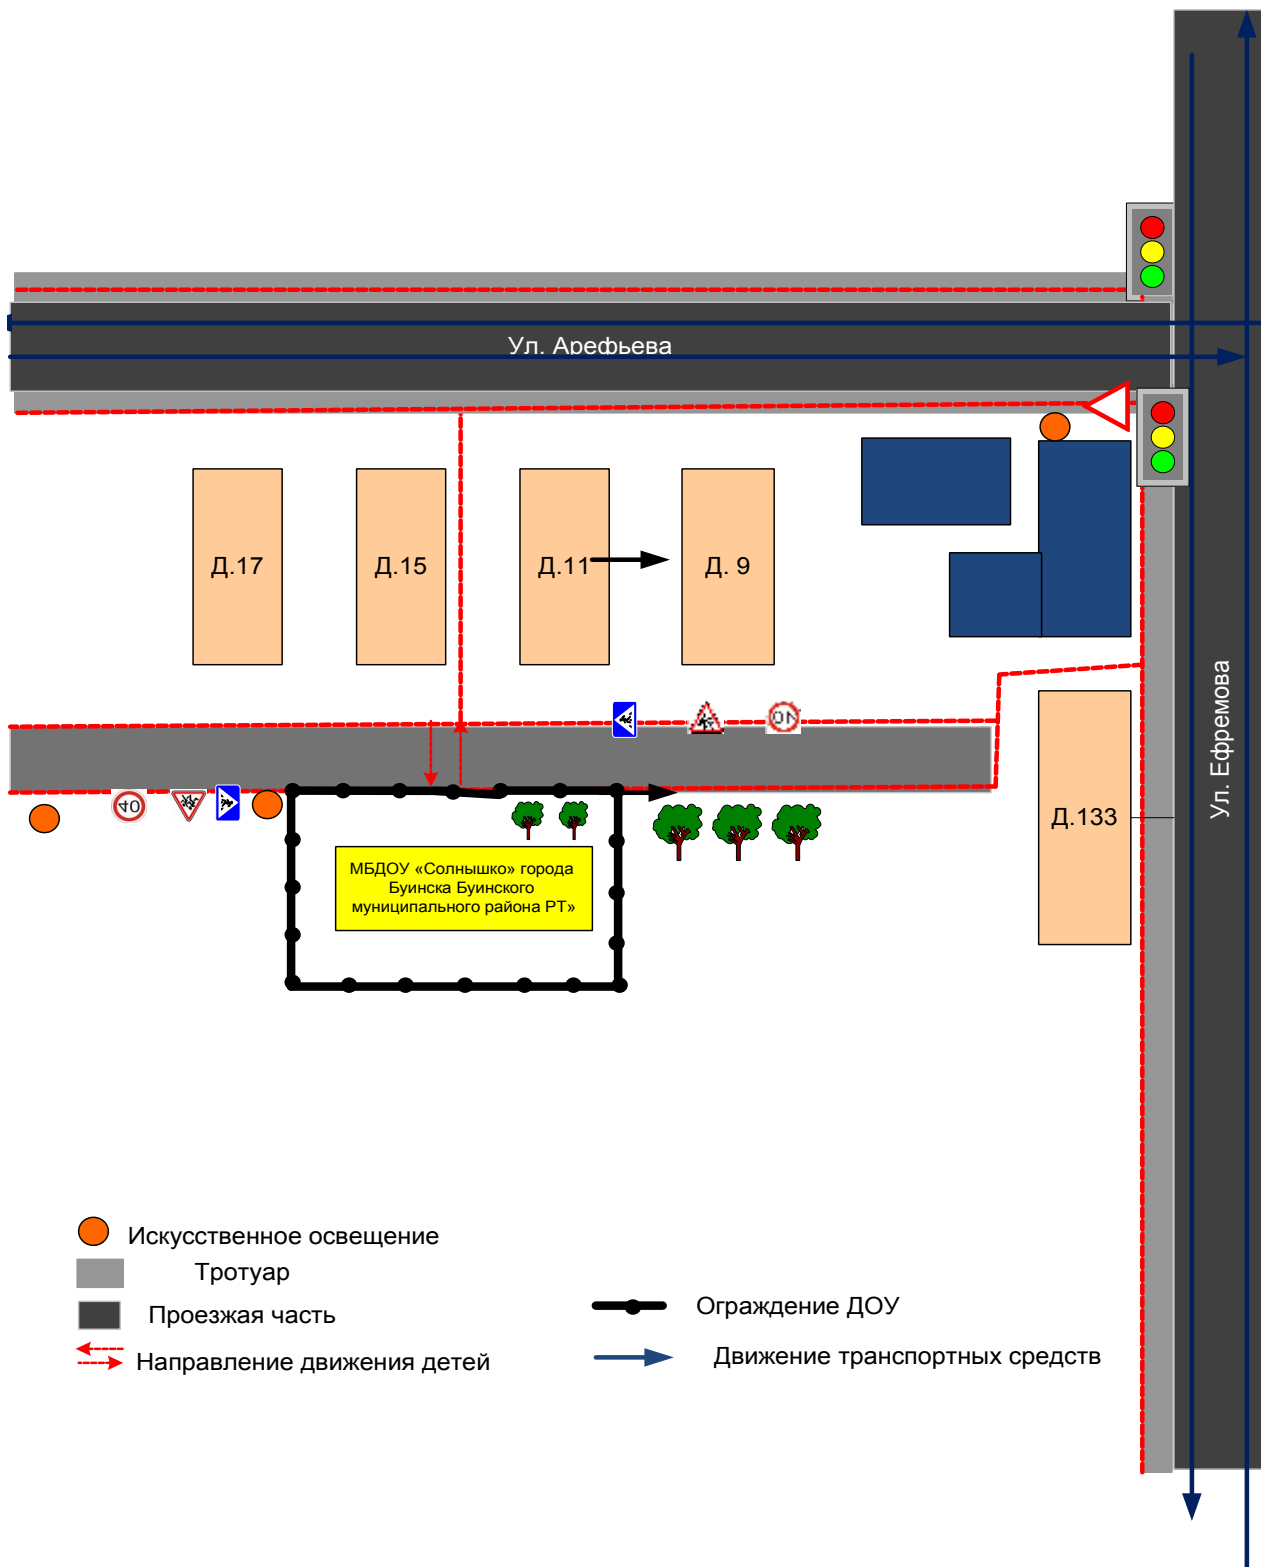 Ул. Арефьева
Д.17
Д.15
Д.11
Д. 9
Ул. Ефремова
40
Д.133
МБДОУ «Солнышко» города
Буинска Буинского
муниципального района РТ»
Искусственное освещение
Тротуар
Проезжая часть
Направление движения детей
Ограждение ДОУ
Движение транспортных средств